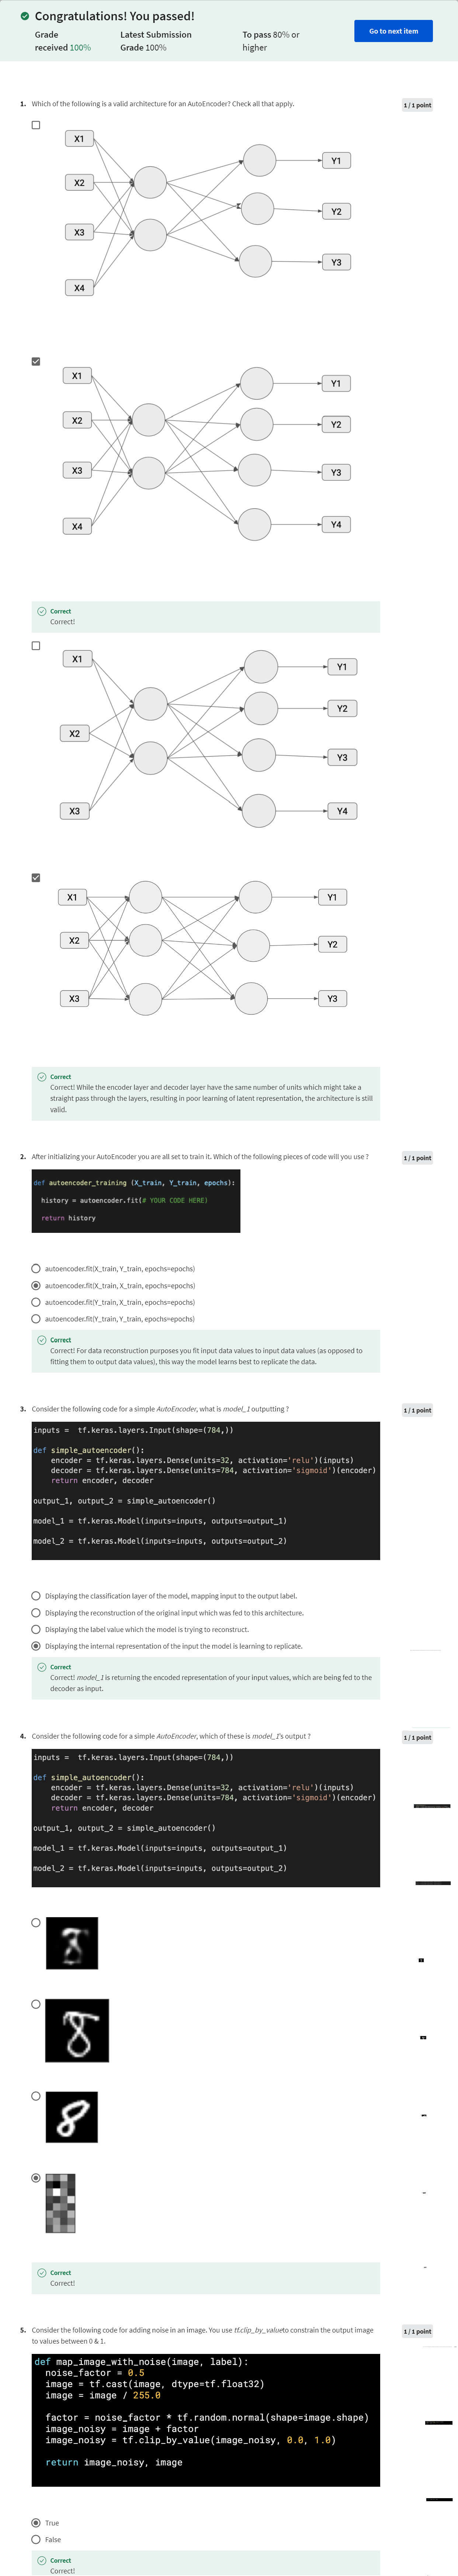 Congratulations! You passed!
Grade
received 100%
Latest Submission
Grade 100%
To pass 80% or
higher
Go to next item
1. Which of the following is a valid architecture for an AutoEncoder? Check all that apply.
1 / 1 point
X1
X2
X3
X4
Y1
Y2
Y3
X1
X2
X3
X4
Y1
Y2
Y3
Y4
Correct
Correct!
X1
X2
X3
Y1
Y2
Y3
Y4
X1
X2
X3
Y1
Y2
Y3
Correct
Correct! While the encoder layer and decoder layer have the same number of units which might take a
straight pass through the layers, resulting in poor learning of latent representation, the architecture is still
valid.
2. After initializing your AutoEncoder you are all set to train it. Which of the following pieces of code will you use ?
1 / 1 point
def autoencoder_training (X_train, Y_train, epochs):
history = autoencoder.fit(# YOUR CODE HERE)
return history
autoencoder.fit(X_train, Y_train, epochs=epochs)
autoencoder.fit(X_train, X_train, epochs=epochs)
autoencoder.fit(Y_train, X_train, epochs=epochs)
autoencoder.fit(Y_train, Y_train, epochs=epochs)
Correct
Correct! For data reconstruction purposes you fit input data values to input data values (as opposed to
fitting them to output data values), this way the model learns best to replicate the data.
3. Consider the following code for a simple AutoEncoder, what is model_1 outputting ?
1 / 1 point
inputs = tf.keras.layers.Input(shape=(784,))
def simple_autoencoder():
encoder = tf.keras.layers.Dense(units=32, activation='relu')(inputs)
decoder = tf.keras.layers.Dense(units=784, activation='sigmoid')(encoder)
return encoder, decoder
output_1, output_2 = simple_autoencoder()
model_1 = tf.keras.Model(inputs=inputs, outputs=output_1)
model_2 = tf.keras.Model(inputs=inputs, outputs=output_2)
Displaying the classification layer of the model, mapping input to the output label.
Displaying the reconstruction of the original input which was fed to this architecture.
Displaying the label value which the model is trying to reconstruct.
Displaying the internal representation of the input the model is learning to replicate.
Correct
Correct! model_1 is returning the encoded representation of your input values, which are being fed to the
decoder as input.
4. Consider the following code for a simple AutoEncoder, which of these is model_1's output ?
1 / 1 point
inputs = tf.keras.layers.Input(shape=(784,))
def simple_autoencoder():
encoder = tf.keras.layers.Dense(units=32, activation='relu')(inputs)
decoder = tf.keras.layers.Dense(units=784, activation='sigmoid')(encoder)
return encoder, decoder
output_1, output_2 = simple_autoencoder()
model_1 = tf.keras.Model(inputs=inputs, outputs=output_1)
model_2 = tf.keras.Model(inputs=inputs, outputs=output_2)
8
8
Correct
Correct!
5. Consider the following code for adding noise in an image. You use tf.clip_by_valueto constrain the output image
to values between 0 & 1.
1 / 1 point
def map_image_with_noise(image, label):
noise_factor = 0.5
image = tf.cast(image, dtype=tf.float32)
image = image / 255.0
factor = noise_factor * tf.random.normal(shape=image.shape)
image_noisy = image + factor
image_noisy = tf.clip_by_value(image_noisy, 0.0, 1.0)
return image_noisy, image
True
False
Correct
Correct!